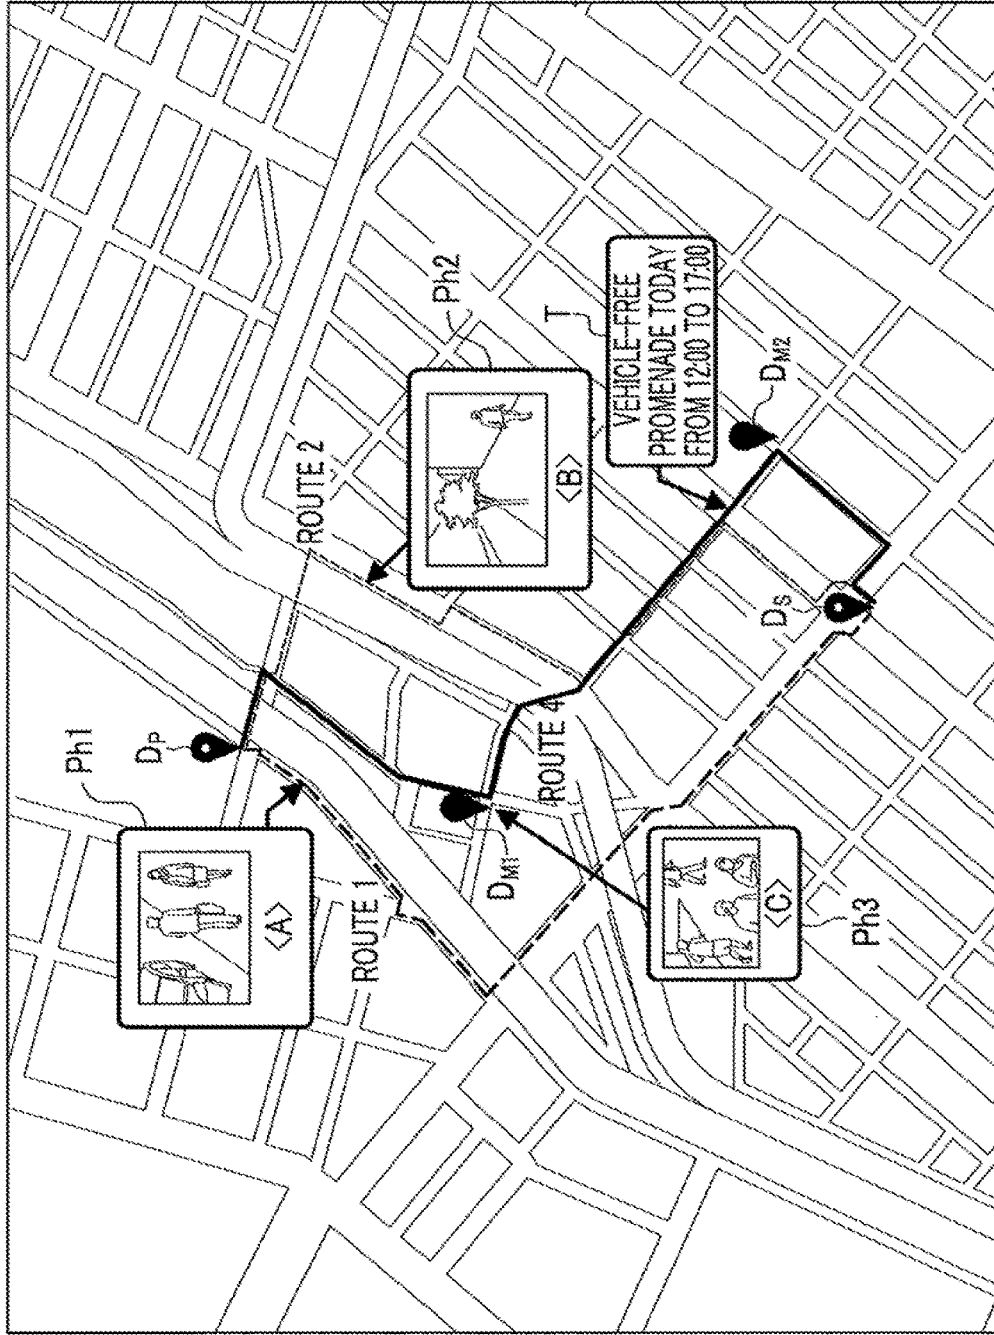 Ph1
<A>
ROUTE 1
D_P
ROUTE 2
Ph2
<B>
T
VEHICLE-FREE
PROMENADE TODAY
FROM 12:00 TO 17:00
D_M2
D_M1
ROUTE 4
D_S
<C>
Ph3